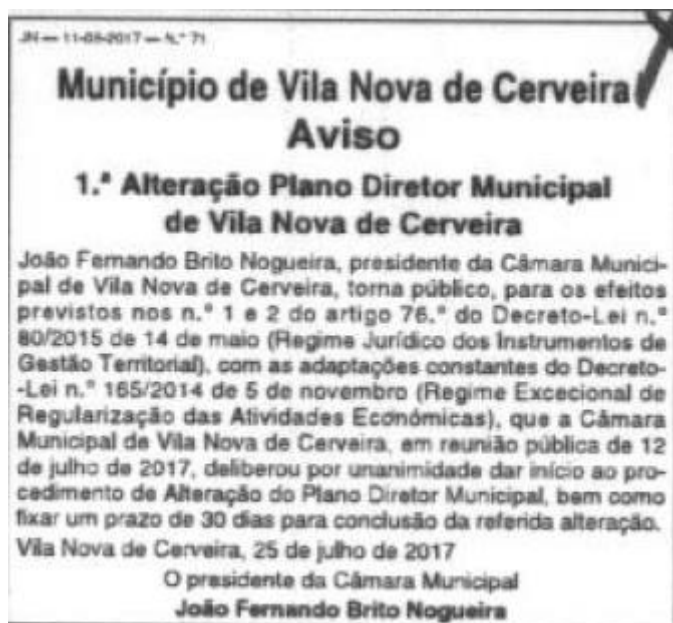 JN — 11-08-2017 — N.º 71
Município de Vila Nova de Cerveira
Aviso
1.ª Alteração Plano Diretor Municipal
de Vila Nova de Cerveira
João Fernando Brito Nogueira, presidente da Câmara Munici-
pal de Vila Nova de Cerveira, torna público, para os efeitos
previstos nos n.º 1 e 2 do artigo 76.º do Decreto-Lei n.º
80/2015 de 14 de maio (Regime Jurídico dos Instrumentos de
Gestão Territorial), com as adaptações constantes do Decreto-
-Lei n.º 165/2014 de 5 de novembro (Regime Excecional de
Regularização das Atividades Económicas), que a Câmara
Municipal de Vila Nova de Cerveira, em reunião pública de 12
de julho de 2017, deliberou por unanimidade dar início ao pro-
cedimento de Alteração do Plano Diretor Municipal, bem como
fixar um prazo de 30 dias para conclusão da referida alteração.
Vila Nova de Cerveira, 25 de julho de 2017
O presidente da Câmara Municipal
João Fernando Brito Nogueira